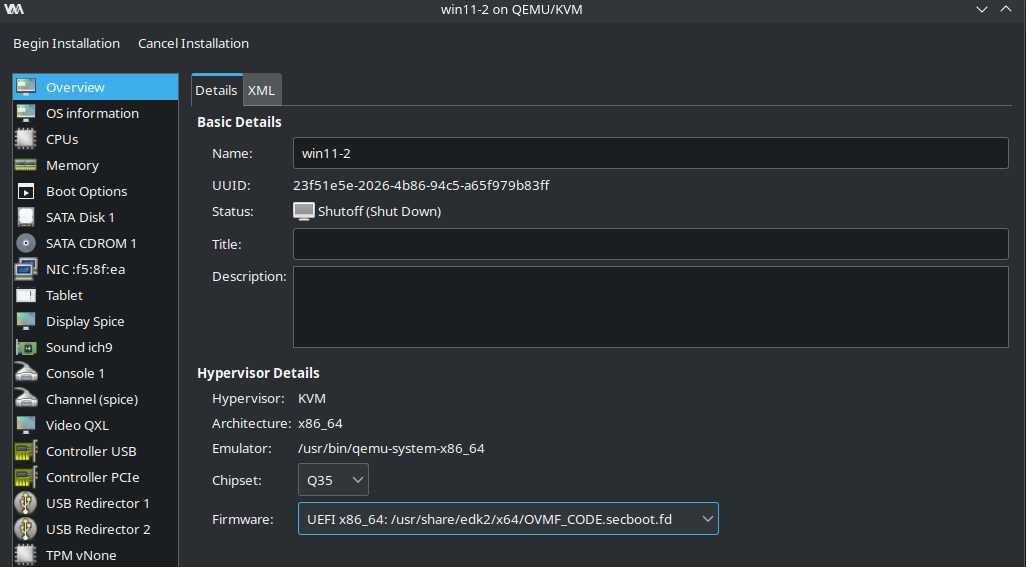 win11-2 on QEMU/KVM
Begin Installation Cancel Installation
Overview
OS information
CPUs
Memory
Boot Options
SATA Disk 1
SATA CDROM 1
NIC :f5:8f:ea
Tablet
Display Spice
Sound ich9
Console 1
Channel (spice)
Video QXL
Controller USB
Controller PCIe
USB Redirector 1
USB Redirector 2
TPM vNone
Details XML
Basic Details
Name: win11-2
UUID: 23f51e5e-2026-4b86-94c5-a65f979b83ff
Status: Shutoff (Shut Down)
Title:
Description:
Hypervisor Details
Hypervisor: KVM
Architecture: x86_64
Emulator: /usr/bin/qemu-system-x86_64
Chipset: Q35
Firmware: UEFI x86_64: /usr/share/edk2/x64/OVMF_CODE.secboot.fd